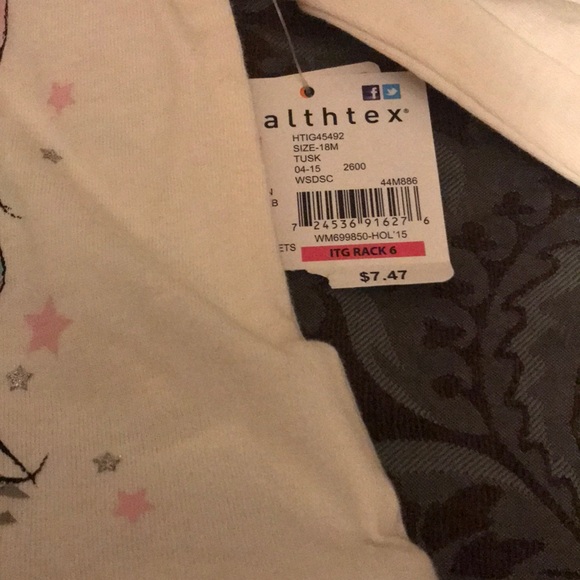 althtex®
HTIG45492
SIZE-18M
TUSK
04-15 2600
WSDSC 44M886
N
B
7 24536 91627 6
WM699850-HOL'15
ETS
ITG RACK 6
$7.47